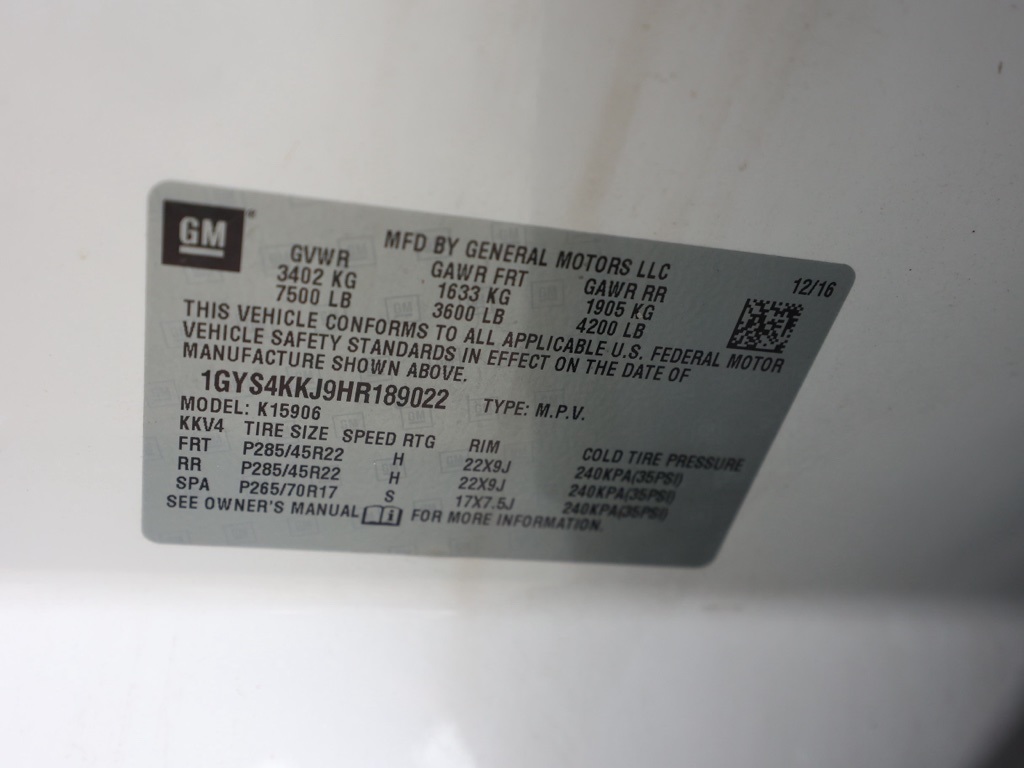 GM
MFD BY GENERAL MOTORS LLC
GVWR GAWR FRT GAWR RR 12/16
3402 KG 1633 KG 1905 KG
7500 LB 3600 LB 4200 LB
THIS VEHICLE CONFORMS TO ALL APPLICABLE U.S. FEDERAL MOTOR
VEHICLE SAFETY STANDARDS IN EFFECT ON THE DATE OF
MANUFACTURE SHOWN ABOVE.
1GYS4KKJ9HR189022 TYPE: M.P.V.
MODEL: K15906
KKV4 TIRE SIZE SPEED RTG RIM COLD TIRE PRESSURE
FRT P285/45R22 H 22X9J 240KPA(35PSI)
RR P285/45R22 H 22X9J 240KPA(35PSI)
SPA P265/70R17 S 17X7.5J 240KPA(35PSI)
SEE OWNER'S MANUAL FOR MORE INFORMATION.